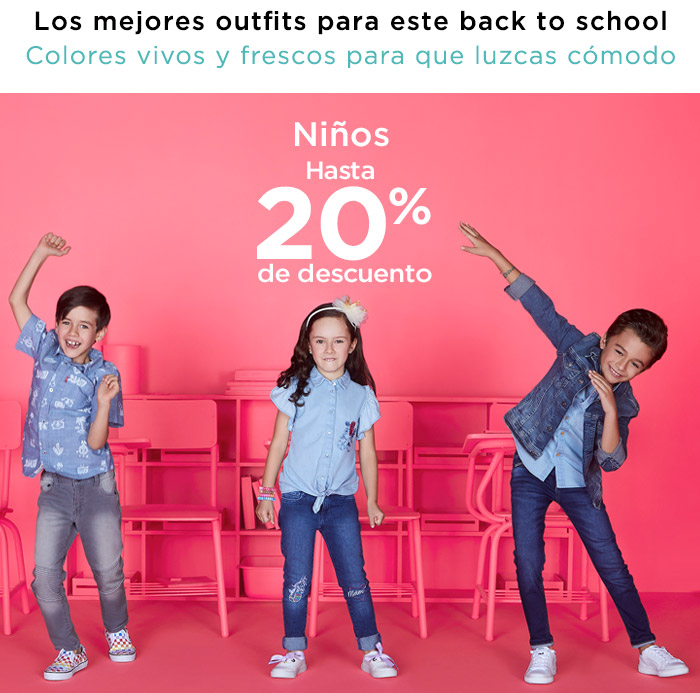 Los mejores outfits para este back to school
Colores vivos y frescos para que luzcas cómodo
Niños
Hasta
20%
de descuento